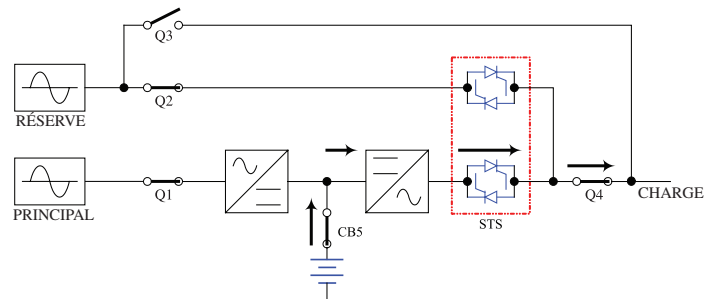 Q3
Q2
RÉSERVE
PRINCIPAL
Q1
CB5
STS
Q4
CHARGE